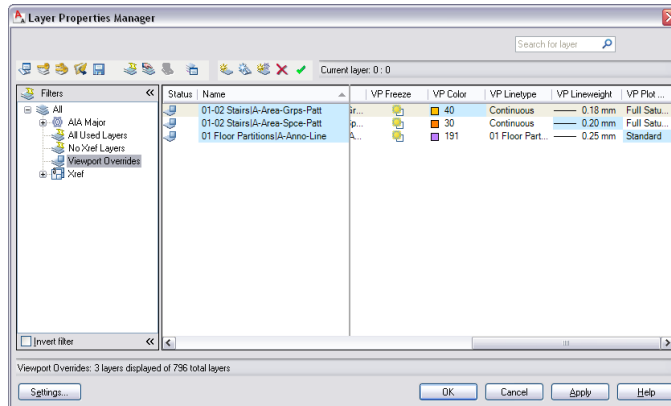 Layer Properties Manager
Search for layer
Current layer: 0 : 0
Filters
All
AIA Major
All Used Layers
No Xref Layers
Viewport Overrides
Xref
Invert filter
Status Name VP Freeze VP Color VP Linetype VP Lineweight VP Plot ...
01-02 Stairs|A-Area-Grps-Patt ir... 40 Continuous 0.18 mm Full Satu...
01-02 Stairs|A-Area-Spce-Patt p... 30 Continuous 0.20 mm Full Satu...
01 Floor Partitions|A-Anno-Line A... 191 01 Floor Part... 0.25 mm Standard
Viewport Overrides: 3 layers displayed of 796 total layers
Settings... OK Cancel Apply Help